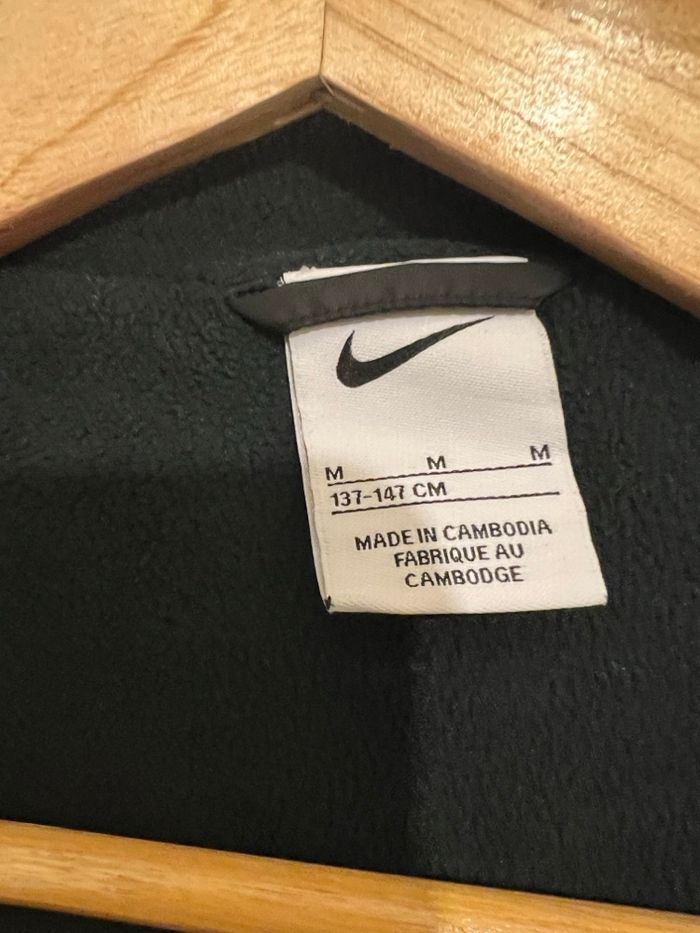 M M M
137-147 CM
MADE IN CAMBODIA
FABRIQUE AU
CAMBODGE